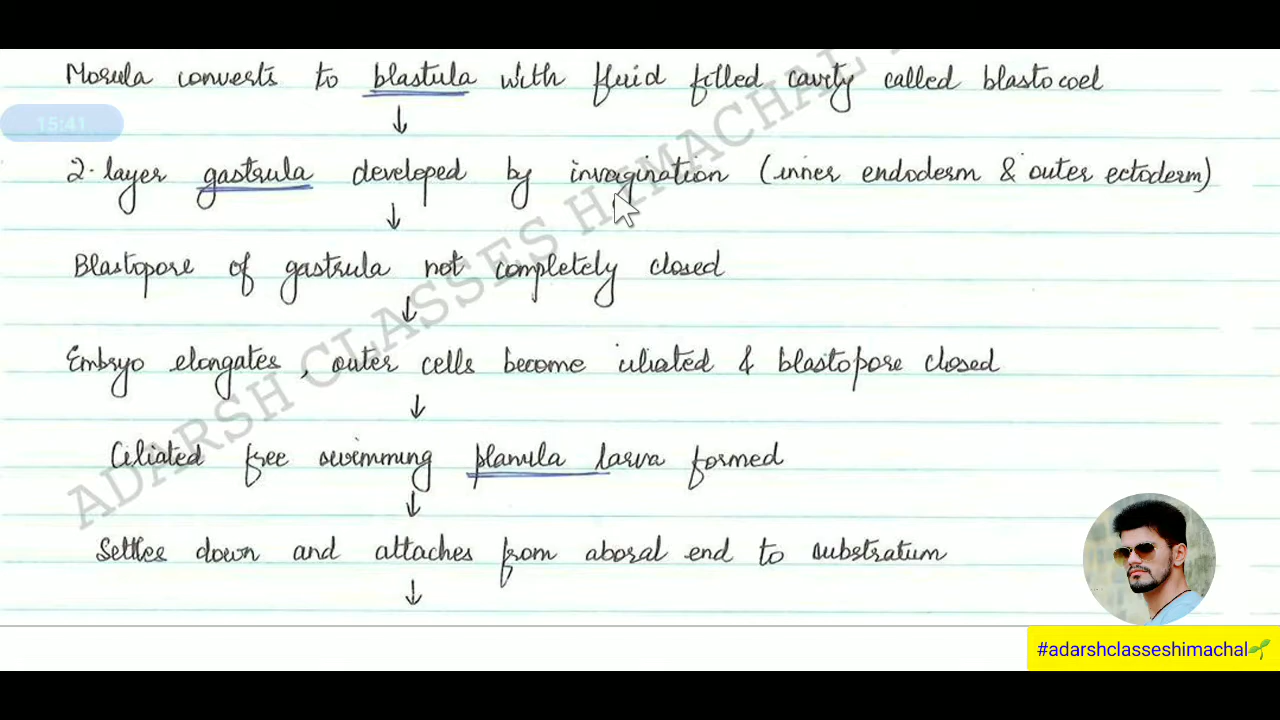 Morula converts to blastula with fluid filled cavity called blastocoel
↓
15:41
2-layer gastrula developed by invagination (inner endoderm & outer ectoderm)
↓
Blastopore of gastrula not completely closed
↓
Embryo elongates, outer cells become ciliated & blastopore closed
↓
Ciliated free swimming planula larva formed
↓
Settles down and attaches from aboral end to substratum
↓
ADARSH CLASSES HIMACHAL
#adarshclasseshimachal🌱